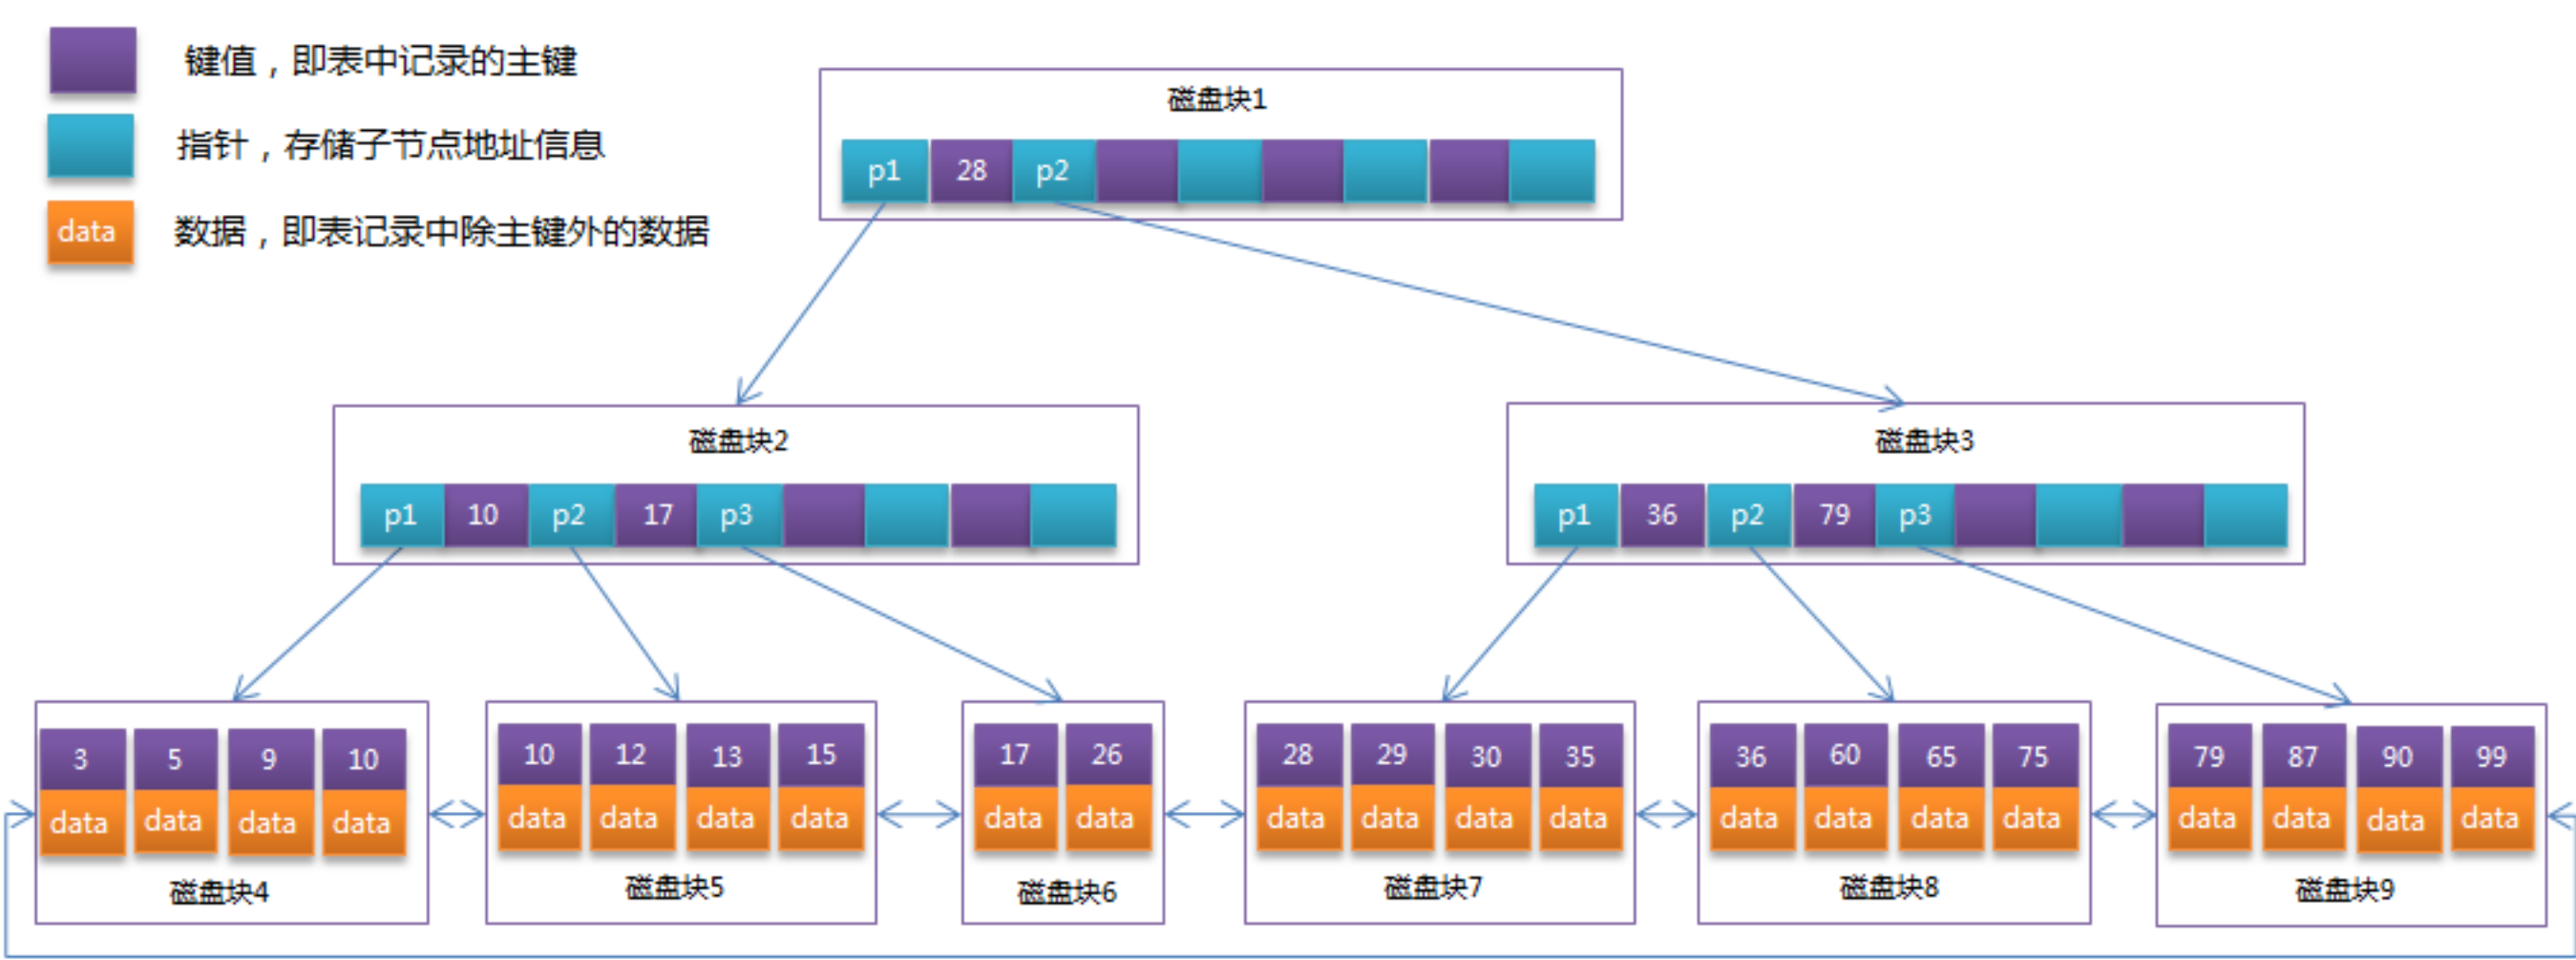 键值，即表中记录的主键
指针，存储子节点地址信息
data 数据，即表记录中除主键外的数据
磁盘块1
p1 28 p2
磁盘块2
p1 10 p2 17 p3
磁盘块3
p1 36 p2 79 p3
3 5 9 10
data data data data
磁盘块4
10 12 13 15
data data data data
磁盘块5
17 26
data data
磁盘块6
28 29 30 35
data data data data
磁盘块7
36 60 65 75
data data data data
磁盘块8
79 87 90 99
data data data data
磁盘块9